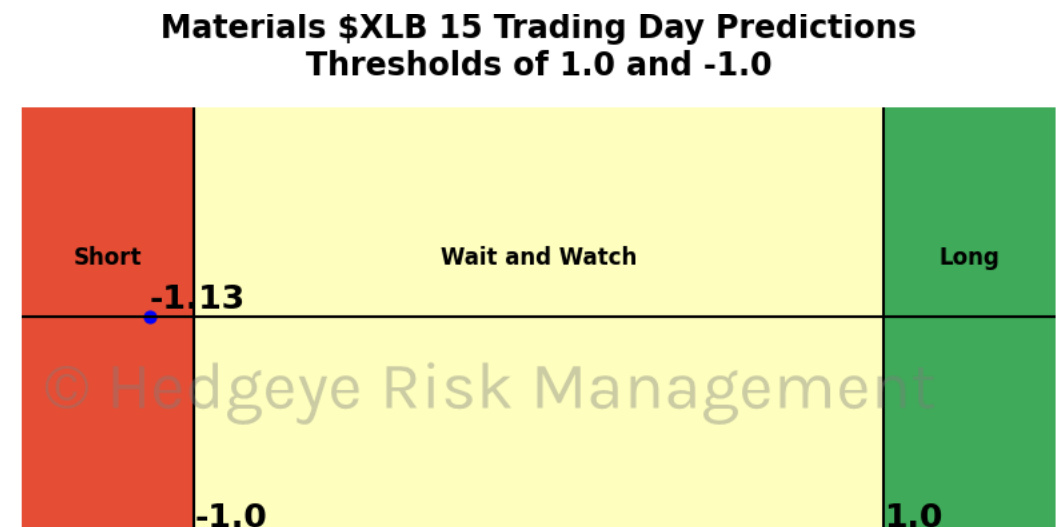 Materials $XLB 15 Trading Day Predictions
Thresholds of 1.0 and -1.0
Short
Wait and Watch
Long
-1.13
© Hedgeye Risk Management
-1.0
1.0